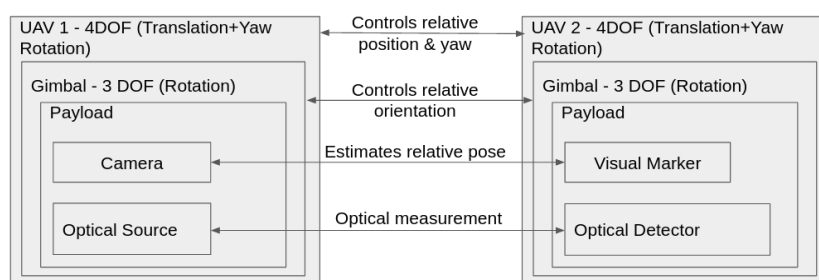 UAV 1 - 4DOF (Translation+Yaw
Rotation)
Gimbal - 3 DOF (Rotation)
Payload
Camera
Optical Source
Controls relative
position & yaw
Controls relative
orientation
Estimates relative pose
Optical measurement
UAV 2 - 4DOF (Translation+Yaw
Rotation)
Gimbal - 3 DOF (Rotation)
Payload
Visual Marker
Optical Detector